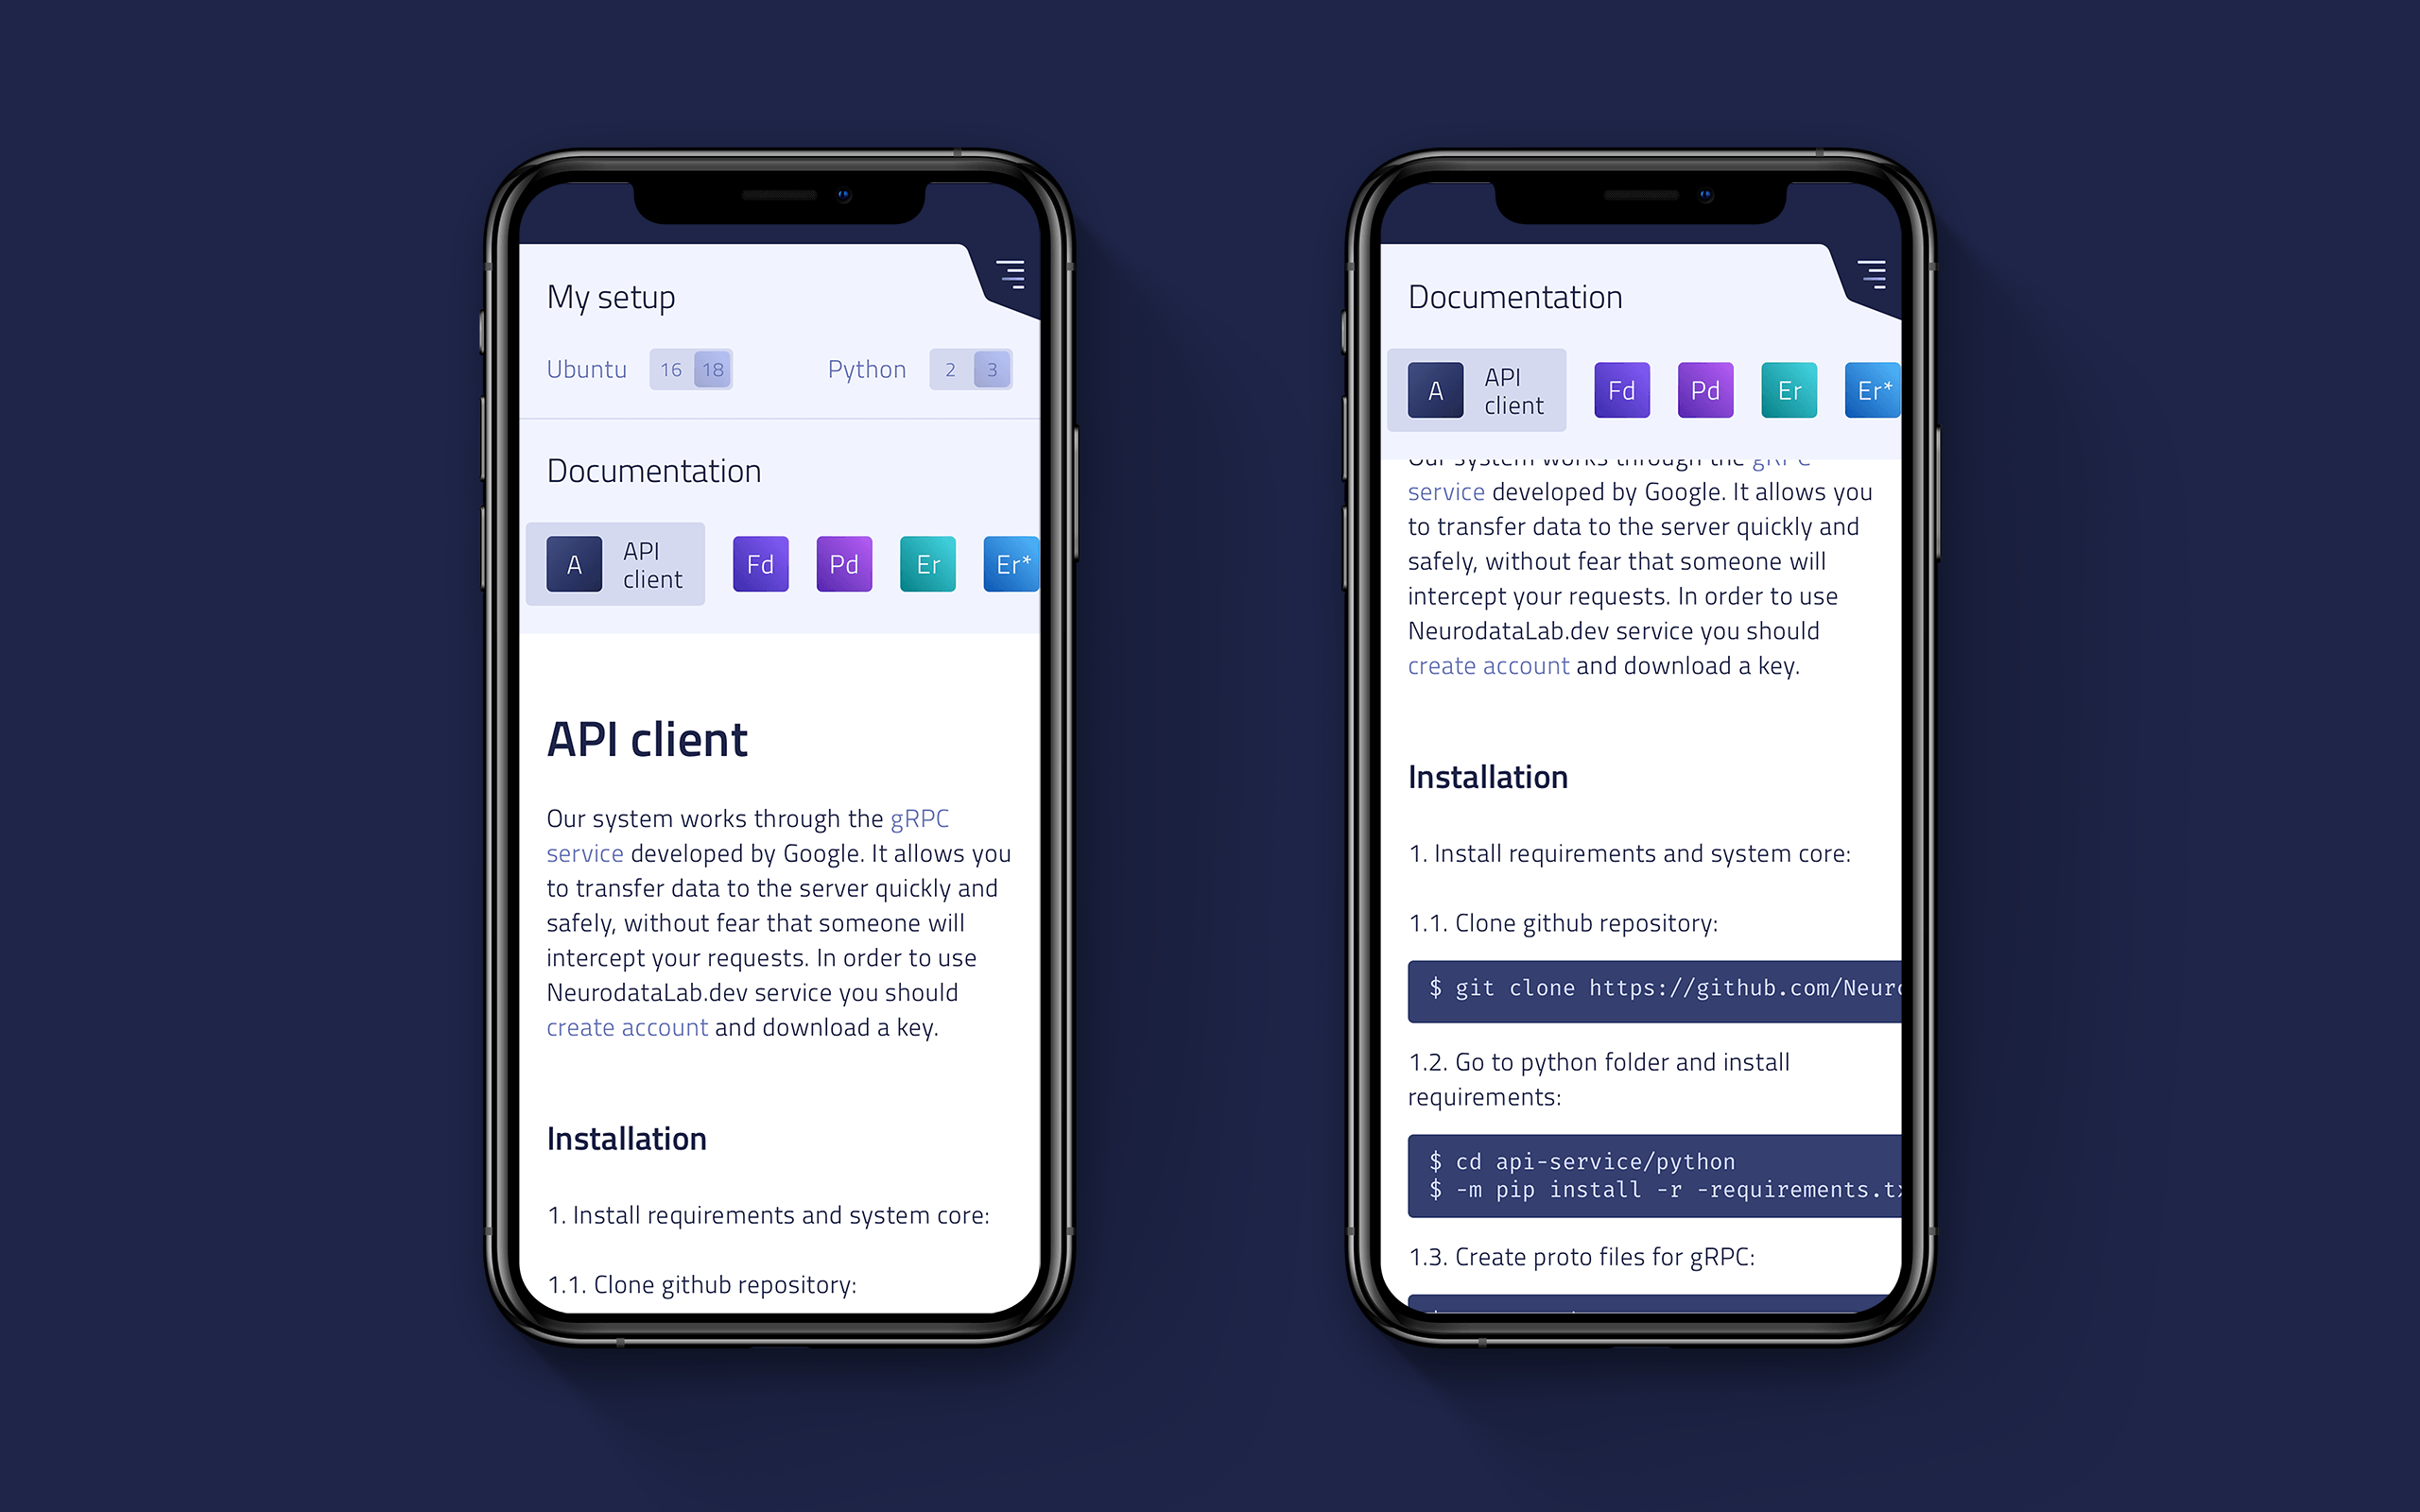 My setup
Ubuntu 16 18 Python 2 3
Documentation
A API client Fd Pd Er Er*
API client
Our system works through the gRPC
service developed by Google. It allows you
to transfer data to the server quickly and
safely, without fear that someone will
intercept your requests. In order to use
NeurodataLab.dev service you should
create account and download a key.
Installation
1. Install requirements and system core:
1.1. Clone github repository:
Documentation
A API client Fd Pd Er Er*
Our system works through the gRPC
service developed by Google. It allows you
to transfer data to the server quickly and
safely, without fear that someone will
intercept your requests. In order to use
NeurodataLab.dev service you should
create account and download a key.
Installation
1. Install requirements and system core:
1.1. Clone github repository:
$ git clone https://github.com/Neuro
1.2. Go to python folder and install
requirements:
$ cd api-service/python
$ -m pip install -r -requirements.tx
1.3. Create proto files for gRPC: